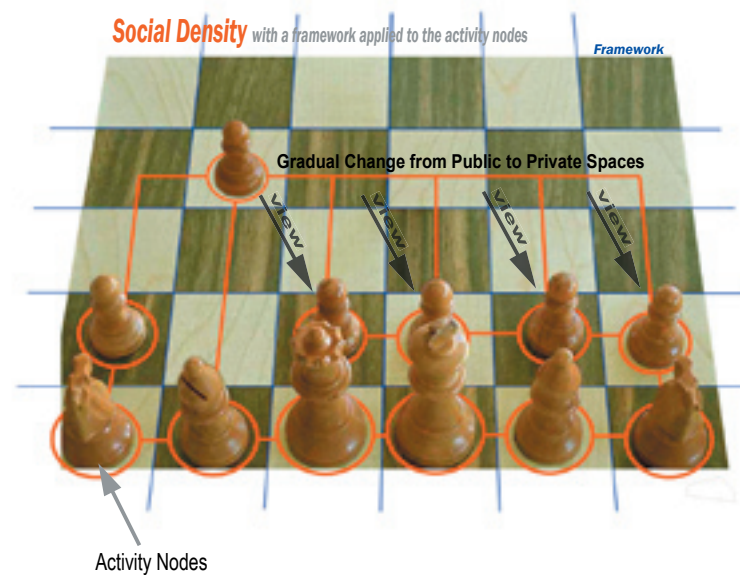 Social Density with a framework applied to the activity nodes
Framework
Gradual Change from Public to Private Spaces
view view view view
Activity Nodes